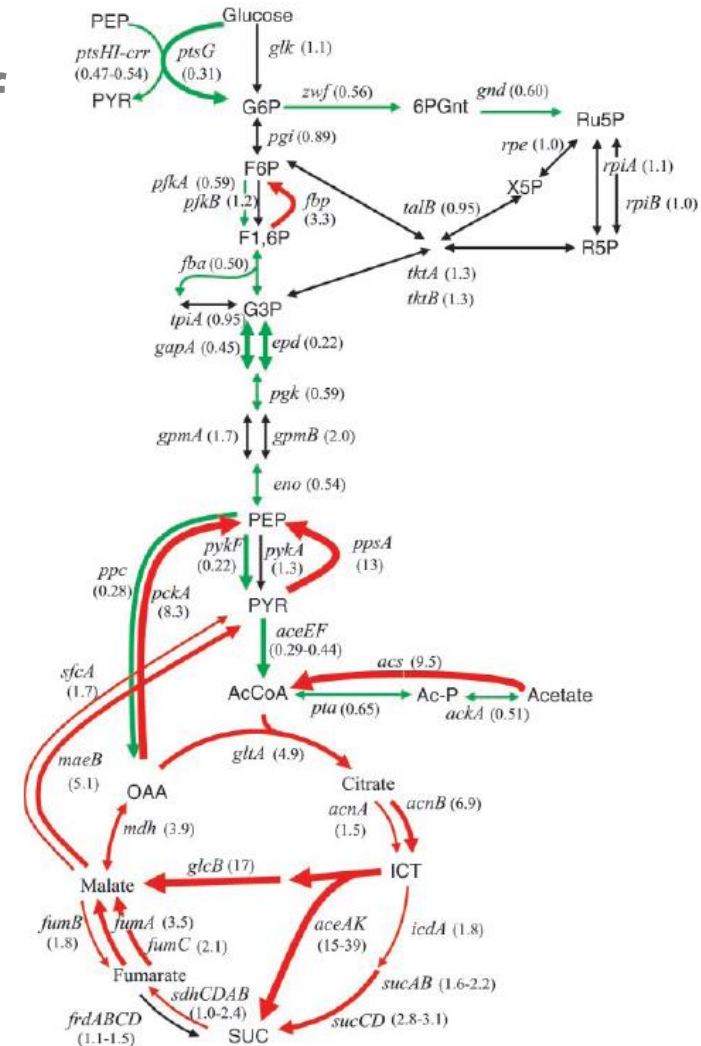 PEP
Glucose
ptsHI-crr
(0.47-0.54)
ptsG
(0.31)
glk (1.1)
PYR
G6P
zwf (0.56)
6PGnt
gnd (0.60)
Ru5P
pgi (0.89)
rpe (1.0)
rpiA (1.1)
F6P
pfkA (0.59)
pfkB (1.2)
fbp
(3.3)
X5P
talB (0.95)
rpiB (1.0)
F1,6P
R5P
fba (0.50)
tktA (1.3)
tktB (1.3)
G3P
tpiA (0.95)
gapA (0.45)
epd (0.22)
pgk (0.59)
gpmA (1.7)
gpmB (2.0)
eno (0.54)
PEP
pykF
(0.22)
pykA
(1.3)
ppsA
(13)
ppc
(0.28)
pckA
(8.3)
PYR
aceEF
(0.29-0.44)
sfcA
(1.7)
acs (9.5)
AcCoA
pta (0.65)
Ac-P
ackA (0.51)
Acetate
maeB
(5.1)
gltA (4.9)
OAA
Citrate
acnA
(1.5)
acnB (6.9)
mdh (3.9)
glcB (17)
ICT
Malate
fumB
(1.8)
fumA (3.5)
fumC (2.1)
aceAK
(15-39)
icdA (1.8)
Fumarate
sdhCDAB
(1.0-2.4)
sucAB (1.6-2.2)
frdABCD
(1.1-1.5)
SUC
sucCD (2.8-3.1)